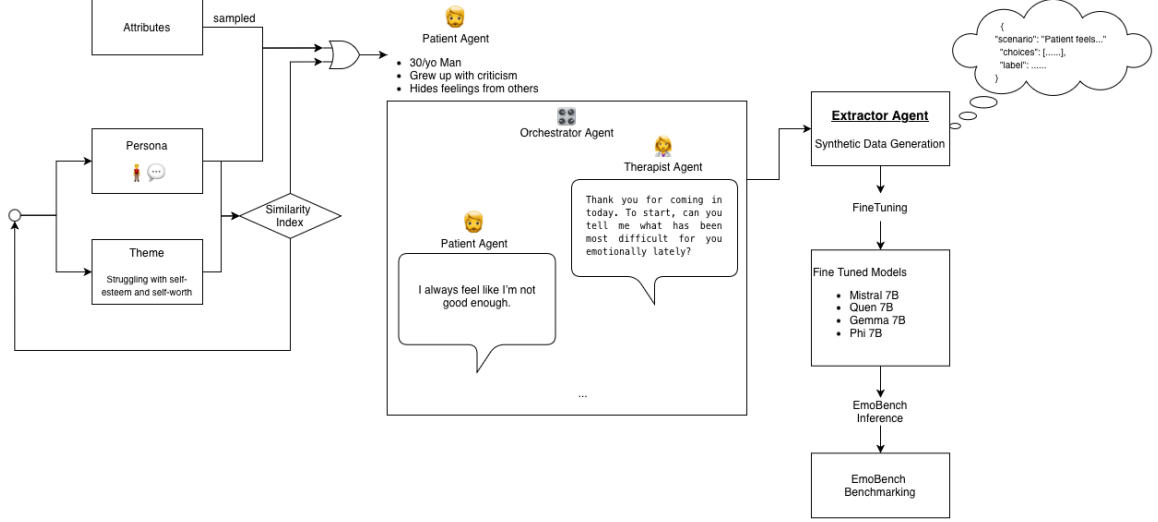 Attributes
sampled
Patient Agent
30/yo Man
Grew up with criticism
Hides feelings from others
Persona
Similarity
Index
Theme
Struggling with self-
esteem and self-worth
Orchestrator Agent
Therapist Agent
Thank you for coming in
today. To start, can you
tell me what has been
most difficult for you
emotionally lately?
Patient Agent
I always feel like I'm not
good enough.
...
{
"scenario": "Patient feels..."
"choices": [......],
"label": ......
}
Extractor Agent
Synthetic Data Generation
FineTuning
Fine Tuned Models
Mistral 7B
Quen 7B
Gemma 7B
Phi 7B
EmoBench
Inference
EmoBench
Benchmarking